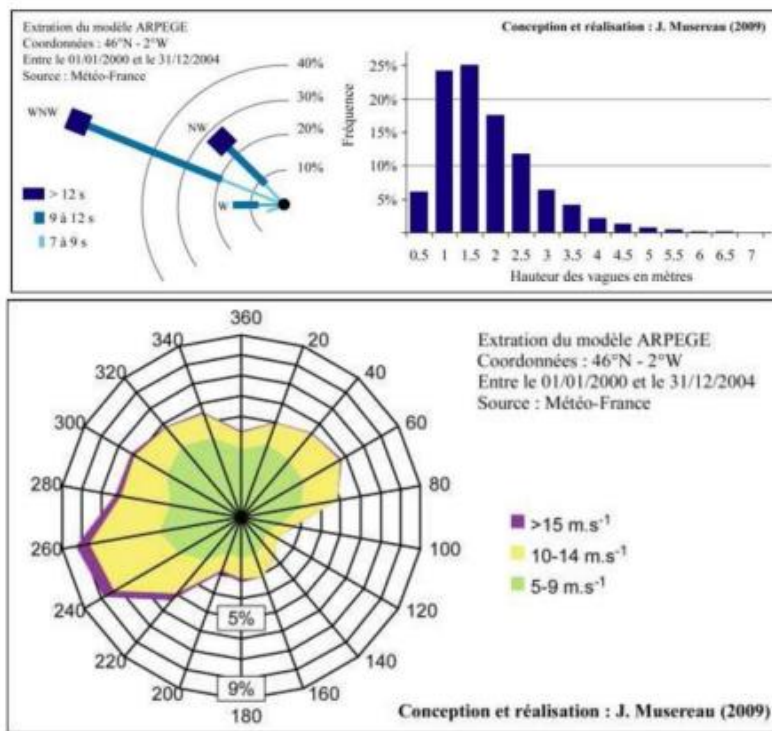 Extration du modèle ARPEGE
Coordonnées : 46°N - 2°W
Entre le 01/01/2000 et le 31/12/2004
Source : Météo-France
WNW
NW
W
40%
30%
20%
10%
> 12 s
9 à 12 s
7 à 9 s
Conception et réalisation : J. Musereau (2009)
Fréquence
25%
20%
15%
10%
5%
0.5 1 1.5 2 2.5 3 3.5 4 4.5 5 5.5 6 6.5 7
Hauteur des vagues en mètres
360
20
40
60
80
100
120
140
160
180
200
220
240
260
280
300
320
340
5%
9%
Extration du modèle ARPEGE
Coordonnées : 46°N - 2°W
Entre le 01/01/2000 et le 31/12/2004
Source : Météo-France
>15 m.s⁻¹
10-14 m.s⁻¹
5-9 m.s⁻¹
Conception et réalisation : J. Musereau (2009)